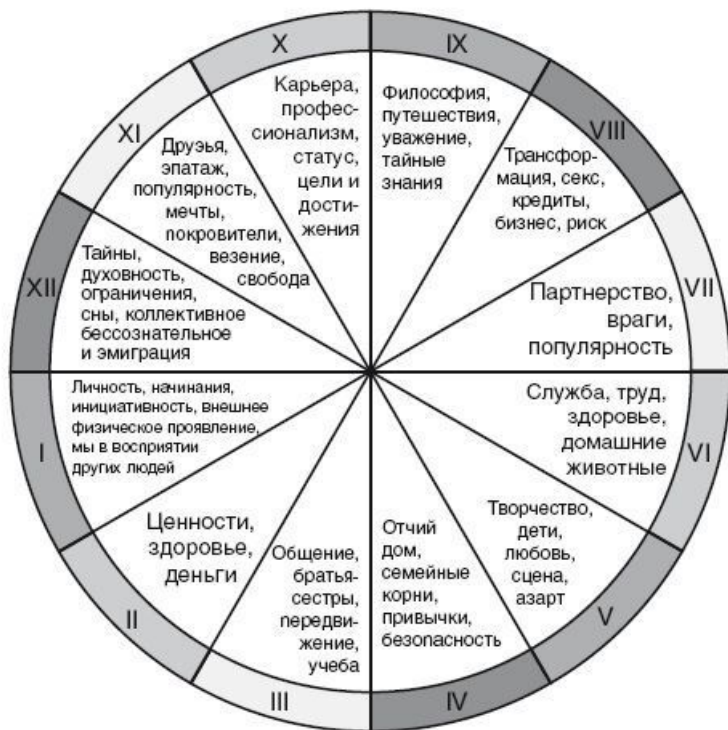 X
Карьера,
профес-
сионализм,
статус,
цели и
дости-
жения
IX
Философия,
путешествия,
уважение,
тайные
знания
VIII
Трансфор-
мация, секс,
кредиты,
бизнес, риск
VII
Партнерство,
враги,
популярность
VI
Служба, труд,
здоровье,
домашние
животные
V
Творчество,
дети,
любовь,
сцена,
азарт
IV
Отчий
дом,
семейные
корни,
привычки,
безопасность
III
Общение,
братья-
сестры,
передви-
жение,
учеба
II
Ценности,
здоровье,
деньги
I
Личность, начинания,
инициативность, внешнее
физическое проявление,
мы в восприятии
других людей
XII
Тайны,
духовность,
ограничения,
сны, коллективное
бессознательное
и эмиграция
XI
Друзья,
эпатаж,
популярность,
мечты,
покровители,
везение,
свобода